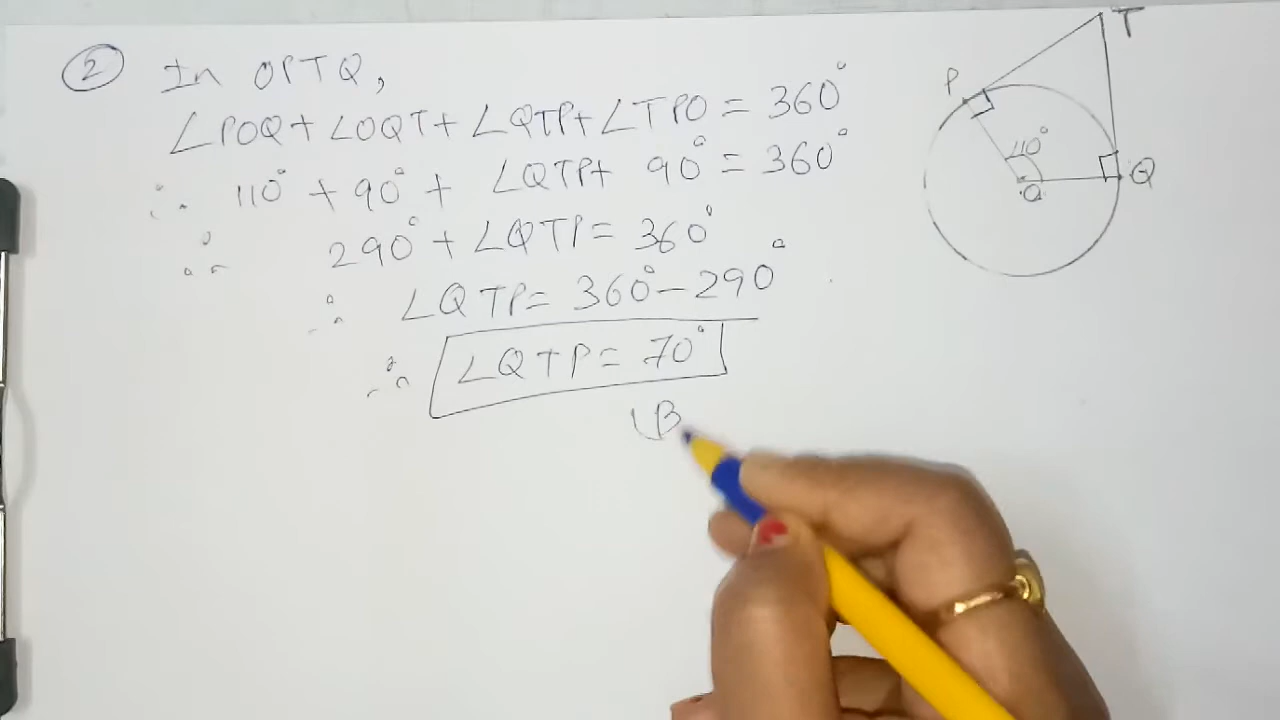 ② In OPTQ,
∠POQ + ∠OQT + ∠QTP + ∠TPO = 360°
∴ 110° + 90° + ∠QTP + 90° = 360°
∴ 290° + ∠QTP = 360°
∴ ∠QTP = 360° - 290°
∴ ∠QTP = 70°
(B
T
P
110°
O
Q